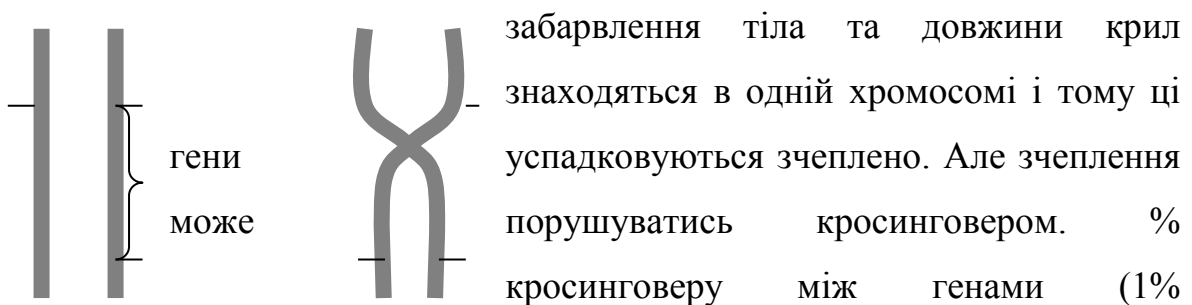 забарвлення тіла та довжини крил
знаходяться в одній хромосомі і тому ці
гени успадковуються зчеплено. Але зчеплення
може порушуватись кросинговером. %
кросинговеру між генами (1%